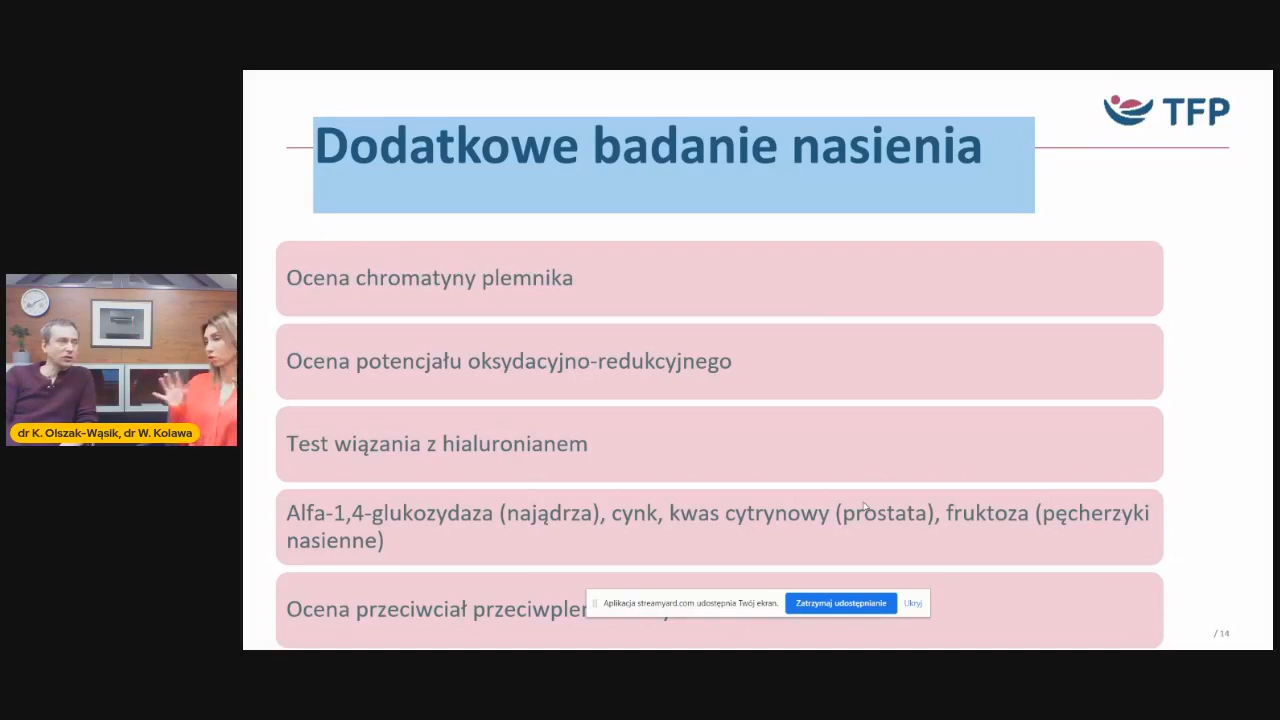 TFP
Dodatkowe badanie nasienia
Ocena chromatyny plemnika
Ocena potencjału oksydacyjno-redukcyjnego
Test wiązania z hialuronianem
dr K. Olszak-Wąsik, dr W. Kolawa
Alfa-1,4-glukozydaza (najądrza), cynk, kwas cytrynowy (prostata), fruktoza (pęcherzyki
nasienne)
Ocena przeciwciał
Aplikacja streamyard.com udostępnia Twój ekran.
Zatrzymaj udostępnianie
Ukryj
/ 14